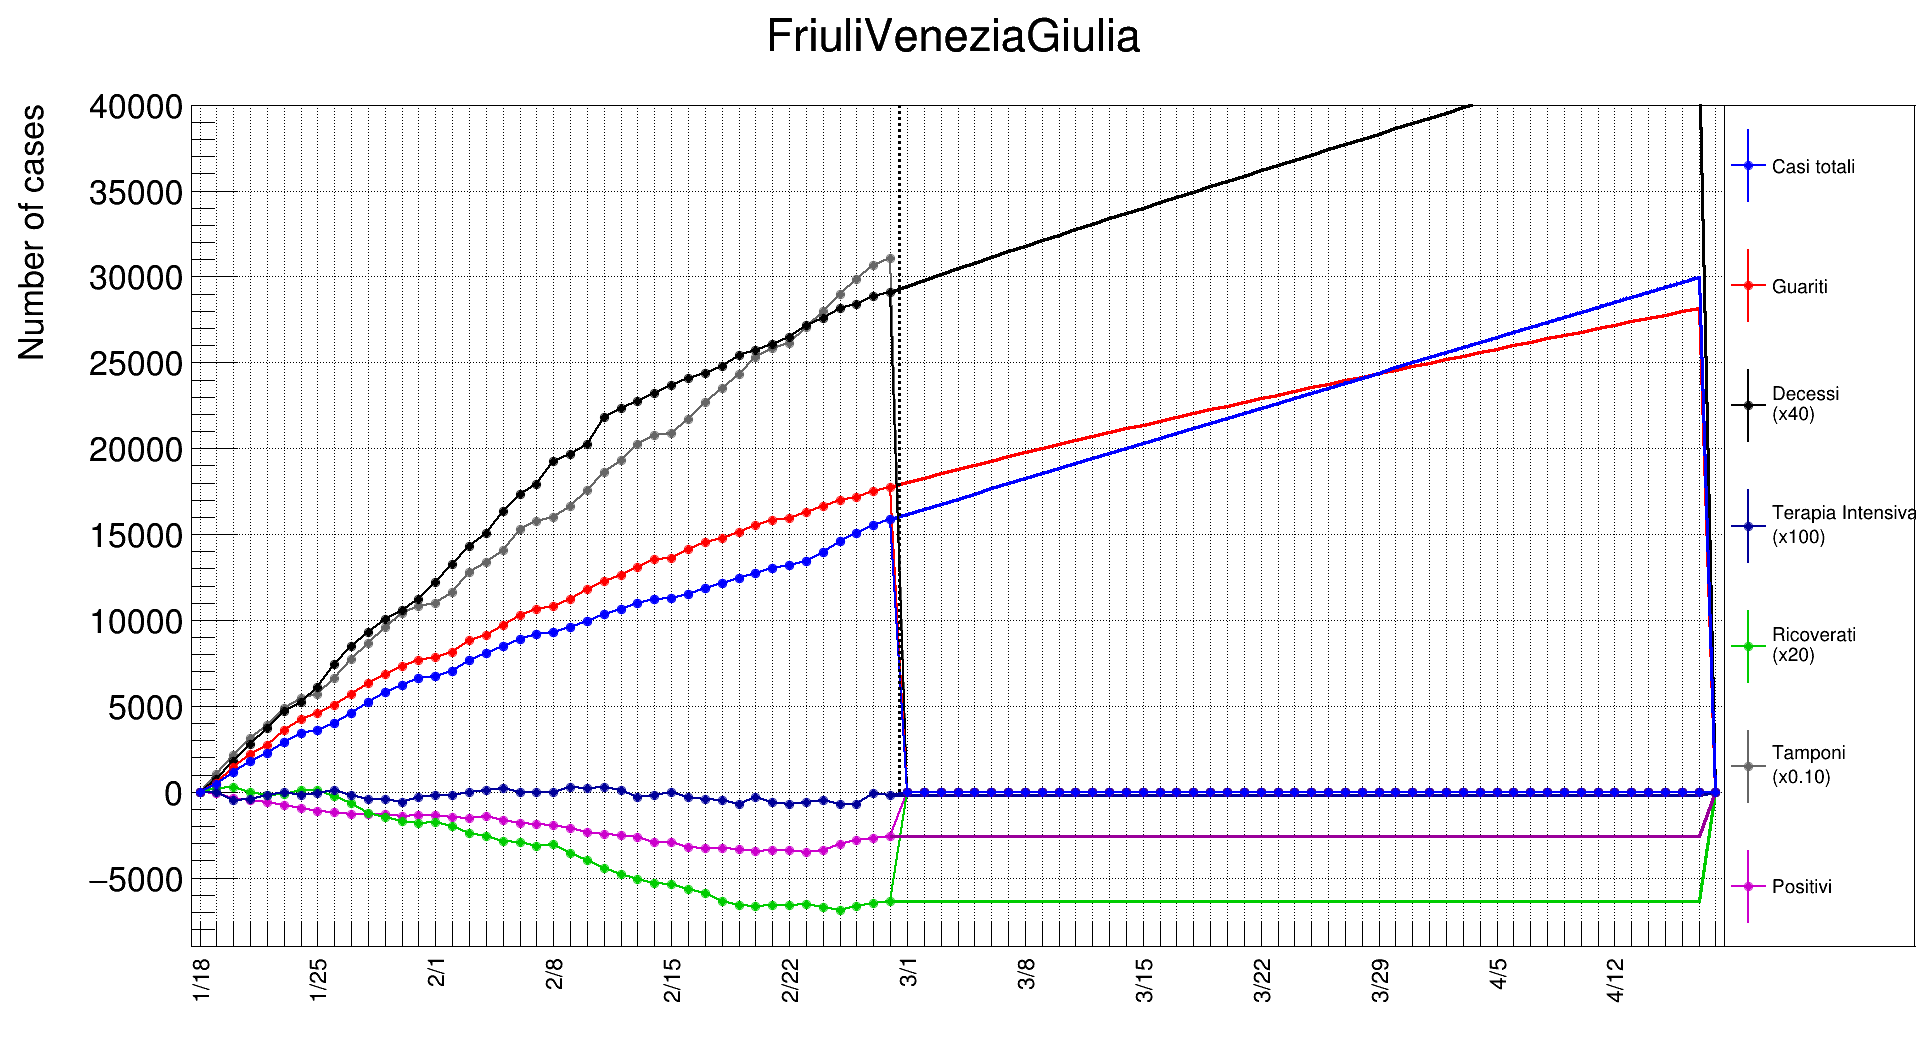 FriuliVeneziaGiulia
Number of cases
40000
35000
30000
25000
20000
15000
10000
5000
0
−5000
1/18
1/25
2/1
2/8
2/15
2/22
3/1
3/8
3/15
3/22
3/29
4/5
4/12
Casi totali
Guariti
Decessi
(x40)
Terapia Intensiva
(x100)
Ricoverati
(x20)
Tamponi
(x0.10)
Positivi